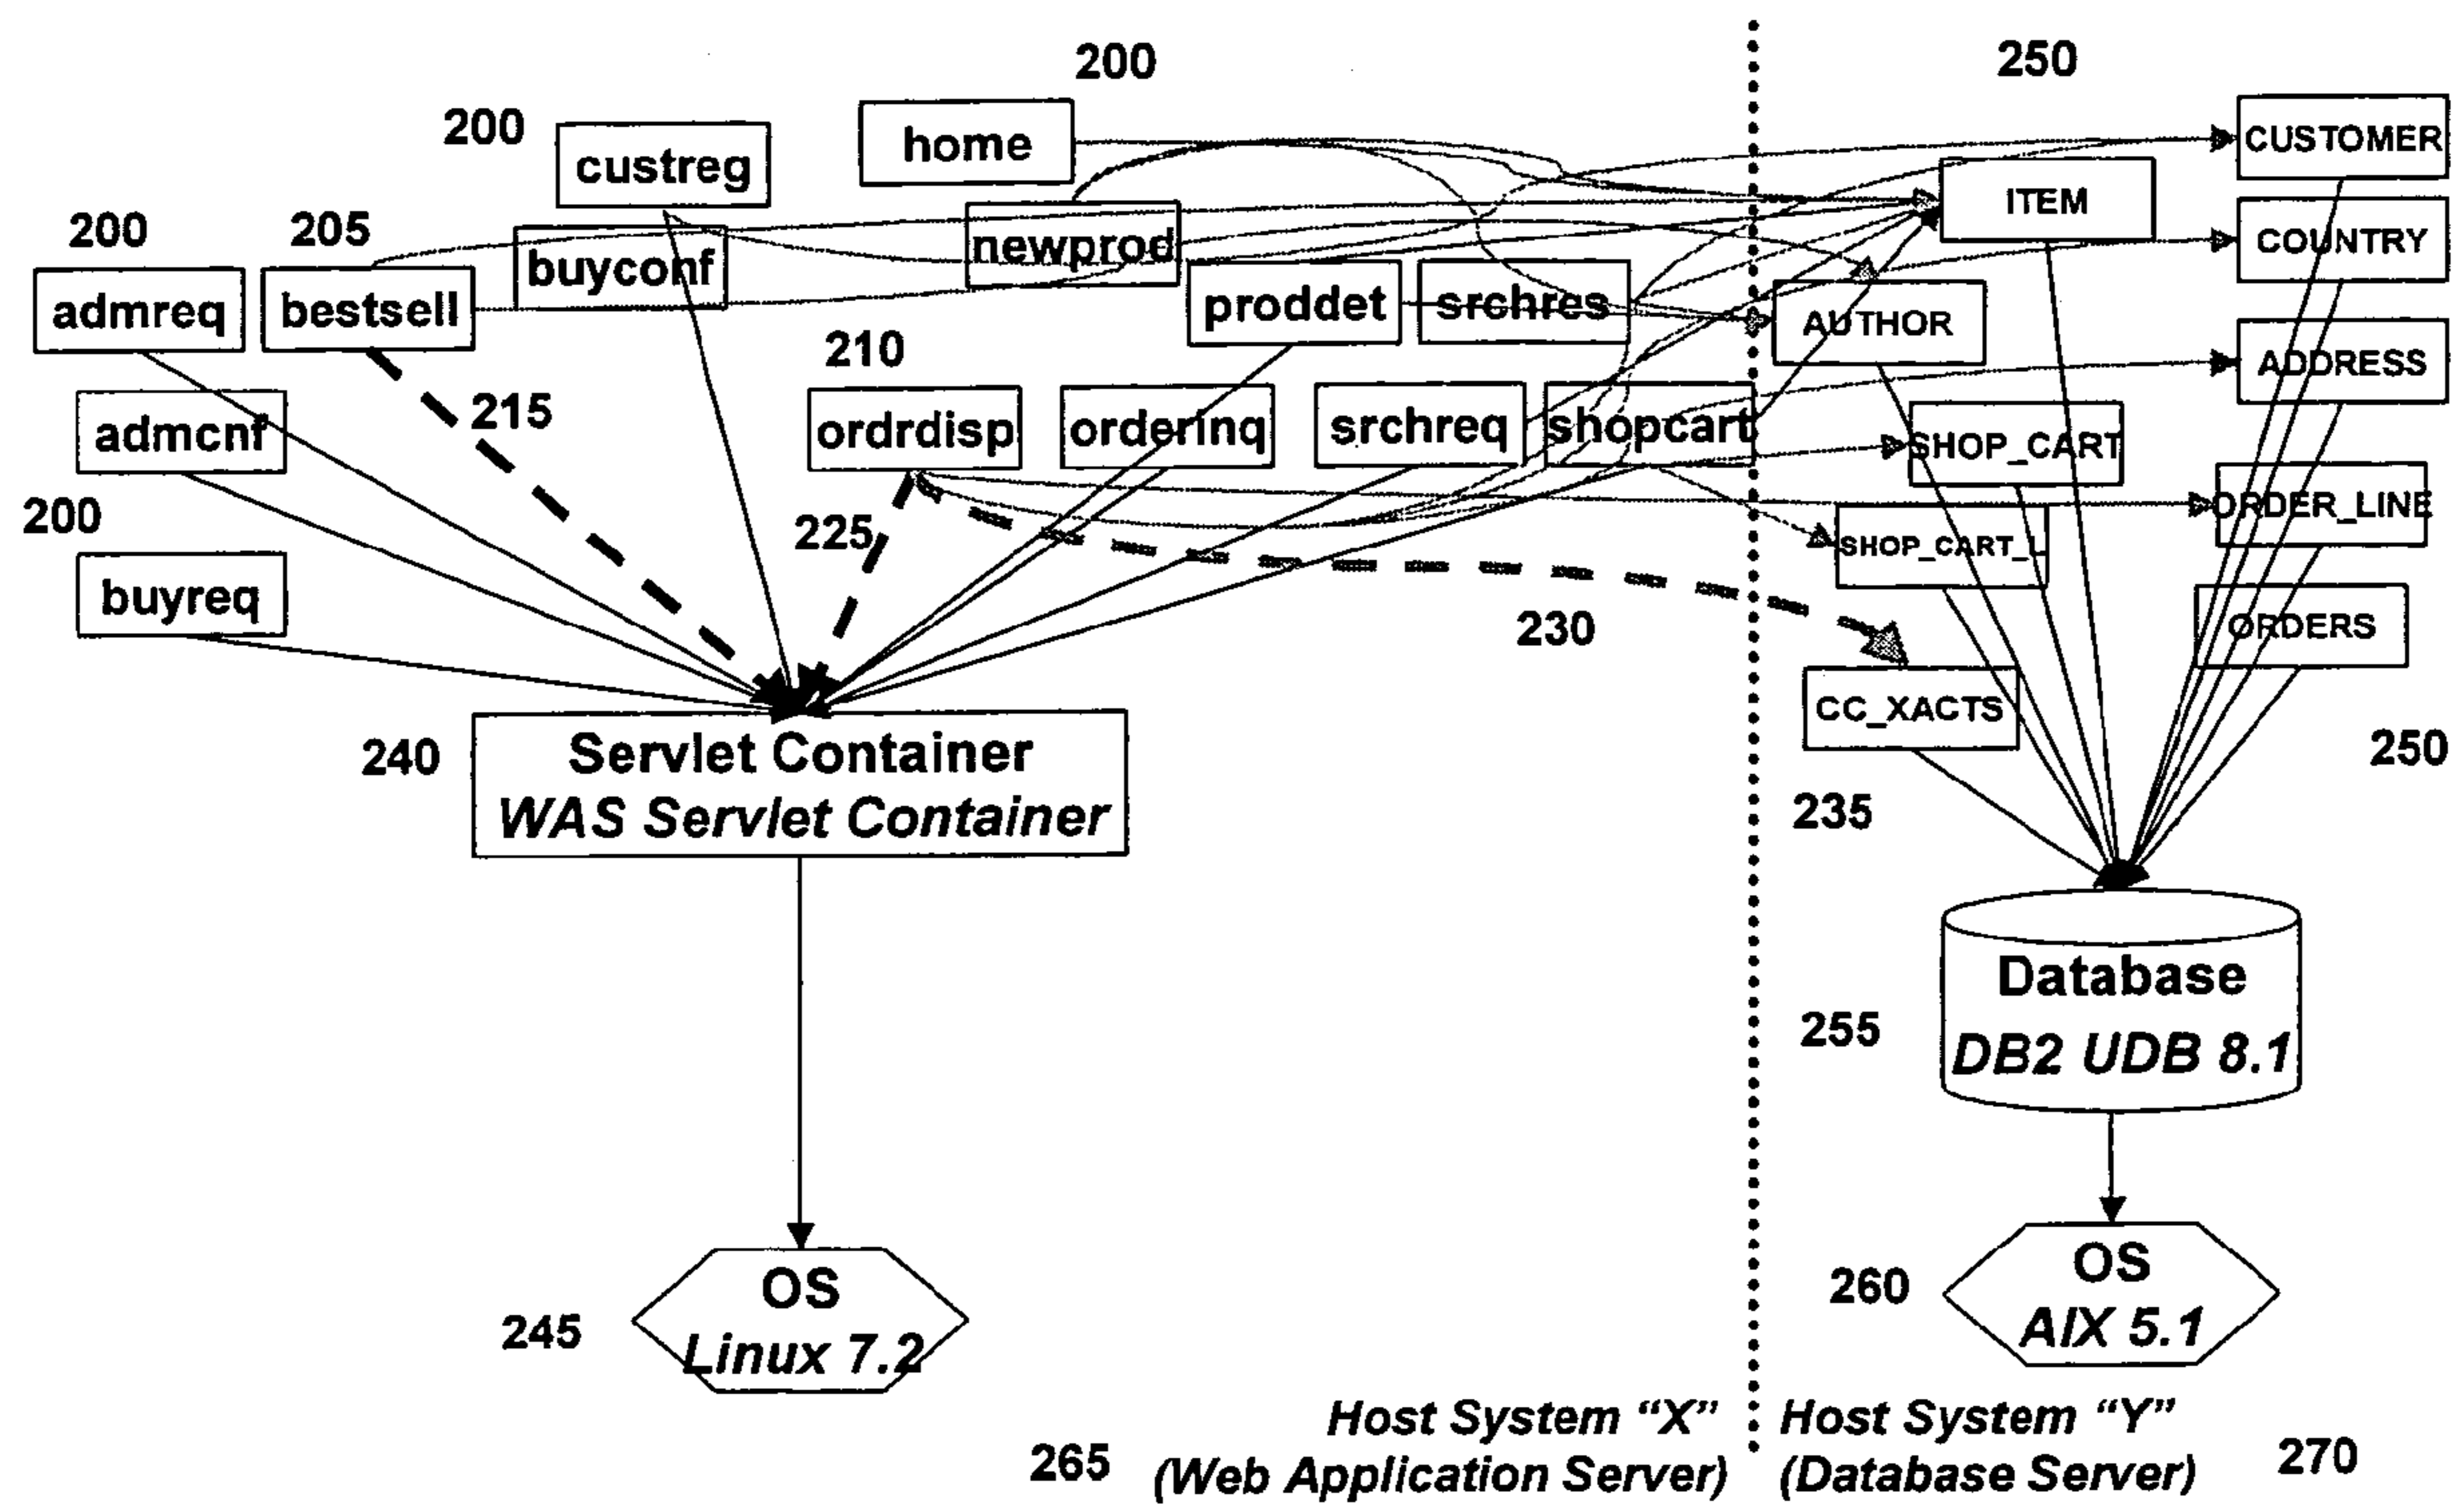 200
250
200
home
CUSTOMER
custreg
ITEM
200
205
newprod
COUNTRY
buyconf
admreq
bestsell
proddet
srchres
AUTHOR
210
ADDRESS
215
admcnf
ordrdisp
orderinq
srchreq
shopcart
SHOP_CART
200
225
ORDER_LINE
SHOP_CART_L
buyreq
230
ORDERS
CC_XACTS
240
Servlet Container
WAS Servlet Container
250
235
Database
255
DB2 UDB 8.1
OS
260
OS
AIX 5.1
245
Linux 7.2
Host System “X”
Host System “Y”
265
(Web Application Server)
(Database Server)
270